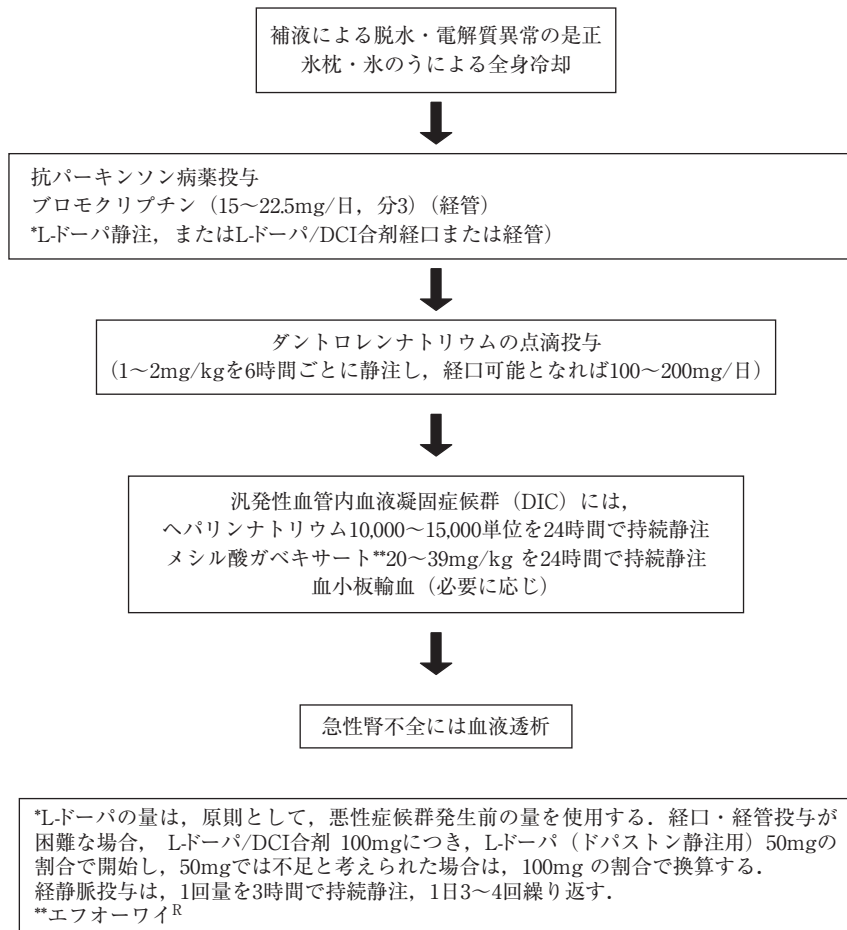 補液による脱水・電解質異常の是正
氷枕・氷のうによる全身冷却
抗パーキンソン病薬投与
ブロモクリプチン（15～22.5mg/日，分3）（経管）
*L-ドーパ静注，またはL-ドーパ/DCI合剤経口または経管）
ダントロレンナトリウムの点滴投与
（1～2mg/kgを6時間ごとに静注し，経口可能となれば100～200mg/日）
汎発性血管内血液凝固症候群（DIC）には，
ヘパリンナトリウム10,000～15,000単位を24時間で持続静注
メシル酸ガベキサート**20～39mg/kg を24時間で持続静注
血小板輸血（必要に応じ）
急性腎不全には血液透析
*L-ドーパの量は，原則として，悪性症候群発生前の量を使用する．経口・経管投与が
困難な場合， L-ドーパ/DCI合剤 100mgにつき，L-ドーパ（ドパストン静注用）50mgの
割合で開始し，50mgでは不足と考えられた場合は，100mg の割合で換算する．
経静脈投与は，1回量を3時間で持続静注，1日3～4回繰り返す．
**エフオーワイR